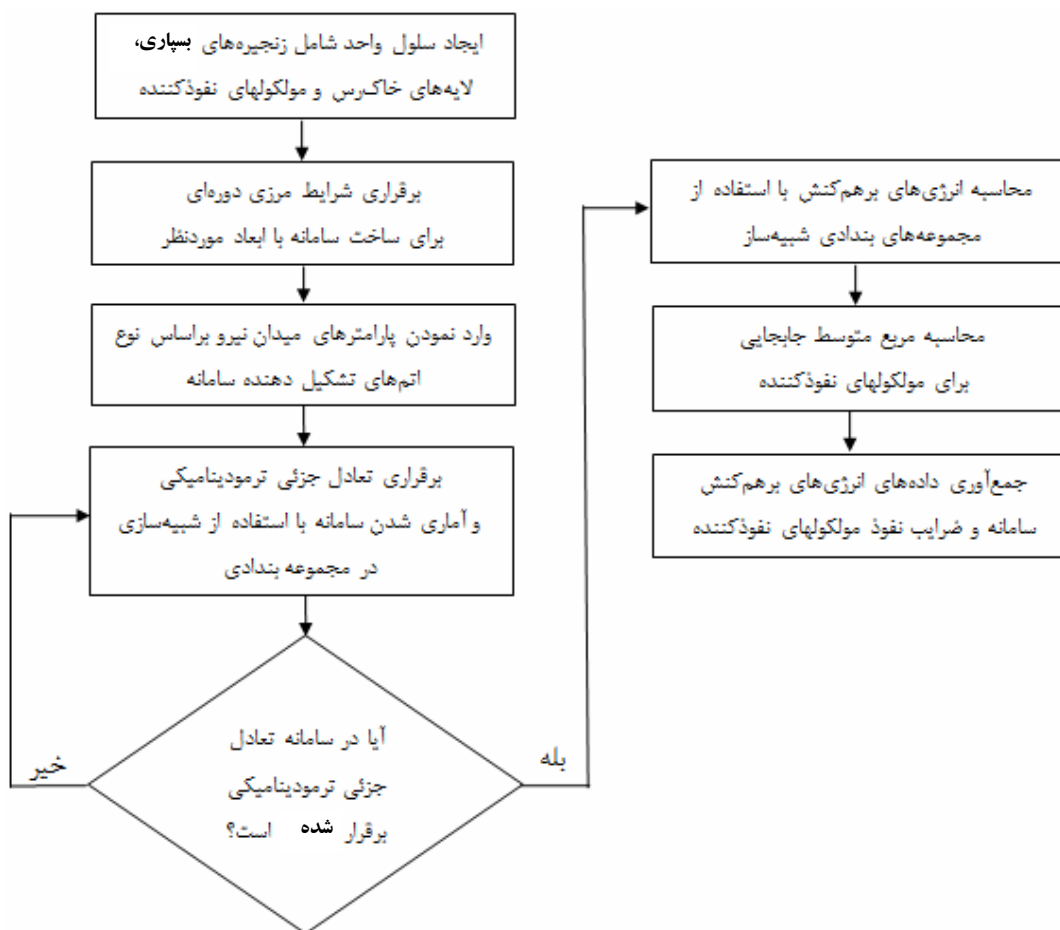 ایجاد سلول واحد شامل زنجیره‌های بسپاری،
لایه‌های خاک‌رس و مولکولهای نفوذکننده
برقراری شرایط مرزی دوره‌ای
برای ساخت سامانه با ابعاد موردنظر
وارد نمودن پارامترهای میدان نیرو براساس نوع
اتم‌های تشکیل دهنده سامانه
برقراری تعادل جزئی ترمودینامیکی
و آماری شدن سامانه با استفاده از شبیه‌سازی
در مجموعه بندادی
آیا در سامانه تعادل
جزئی ترمودینامیکی
برقرار شده است؟
خیر
بله
محاسبه انرژی‌های برهم‌کنش با استفاده از
مجموعه‌های بندادی شبیه‌ساز
محاسبه مربع متوسط جابجایی
برای مولکولهای نفوذکننده
جمع‌آوری داده‌های انرژی‌های برهم‌کنش
سامانه و ضرایب نفوذ مولکولهای نفوذکننده